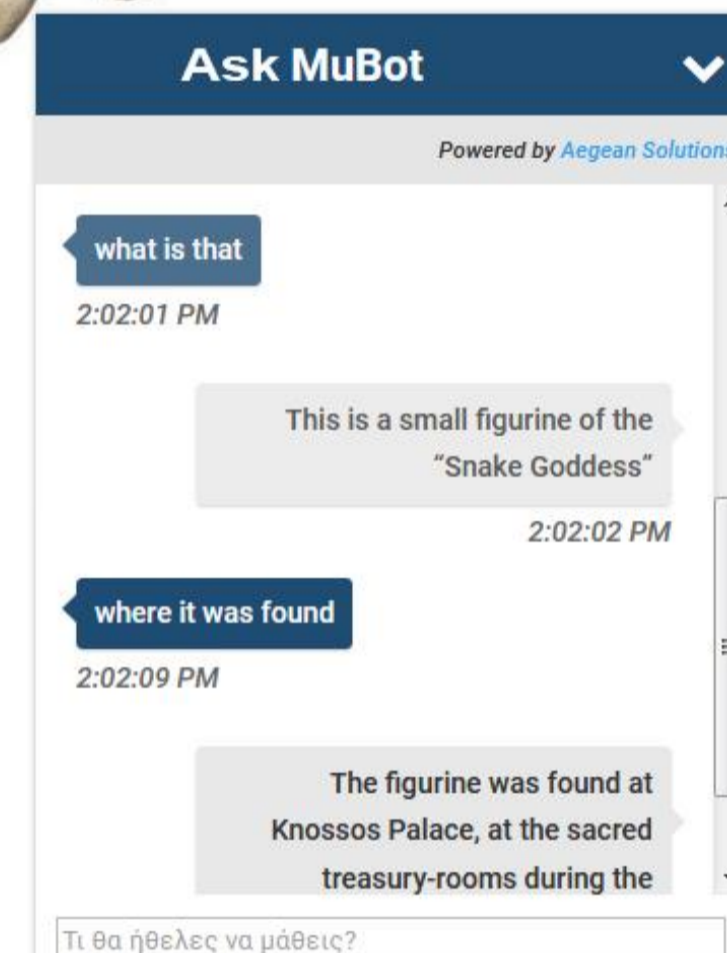 Ask MuBot
Powered by Aegean Solutions
what is that
2:02:01 PM
This is a small figurine of the
“Snake Goddess”
2:02:02 PM
where it was found
2:02:09 PM
The figurine was found at
Knossos Palace, at the sacred
treasury-rooms during the
Τι θα ήθελες να μάθεις?